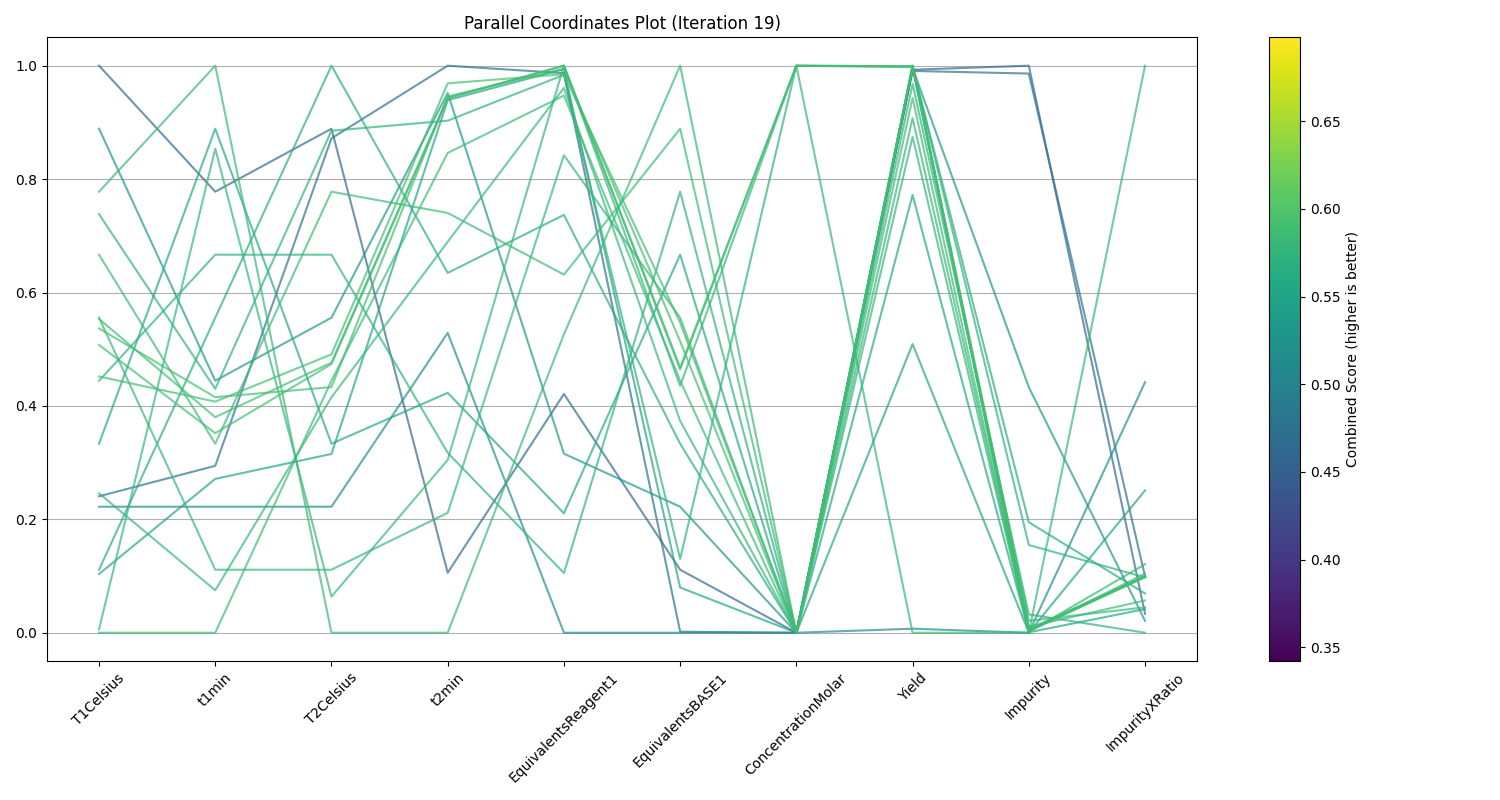 Parallel Coordinates Plot (Iteration 19)
1.0
0.8
0.6
0.4
0.2
0.0
T1Celsius
t1min
T2Celsius
t2min
EquivalentsReagent1
EquivalentsBASE1
ConcentrationMolar
Yield
Impurity
ImpurityXRatio
0.65
0.60
0.55
0.50
0.45
0.40
0.35
Combined Score (higher is better)